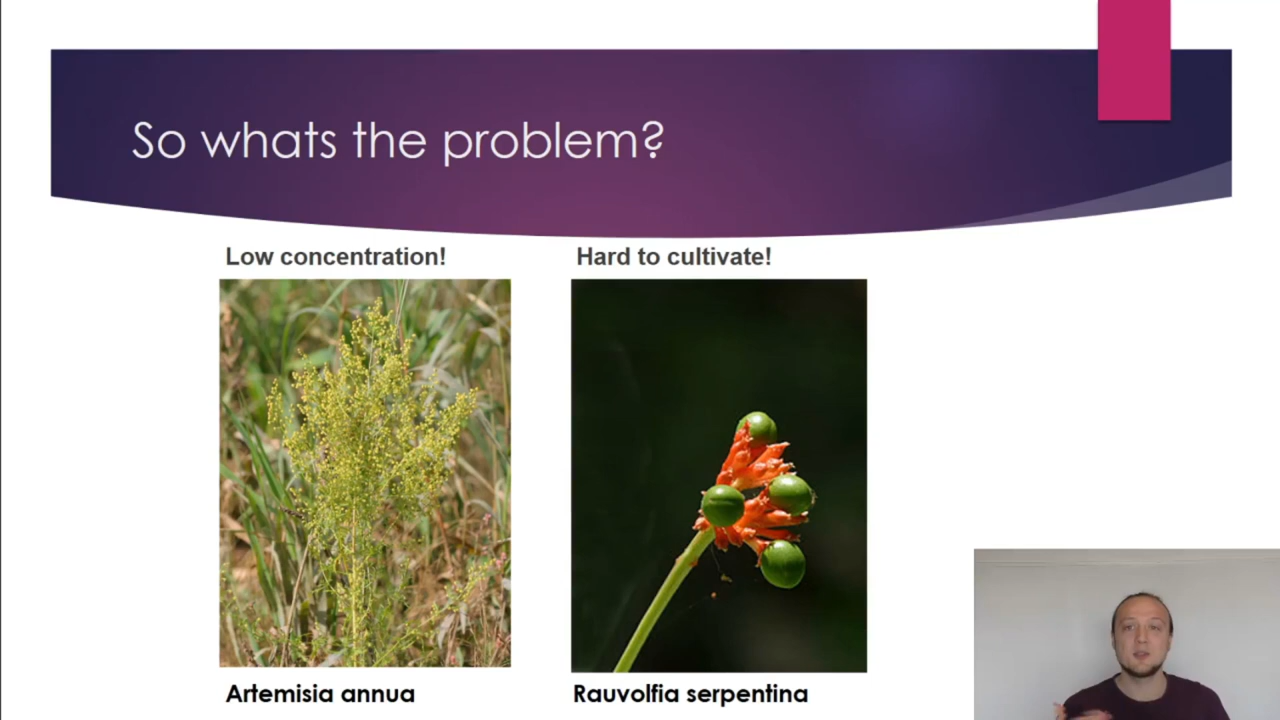 So whats the problem?
Low concentration!
Hard to cultivate!
Artemisia annua
Rauvolfia serpentina